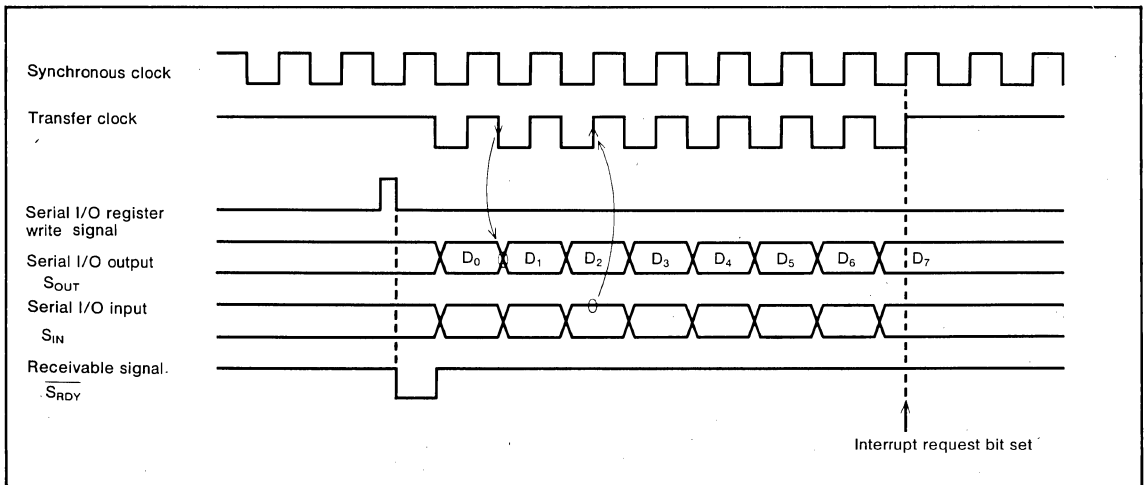 Synchronous clock
Transfer clock
Serial I/O register
write signal
Serial I/O output
SOUT
D0 D1 D2 D3 D4 D5 D6 D7
Serial I/O input
SIN
Receivable signal.
SRDY
Interrupt request bit set